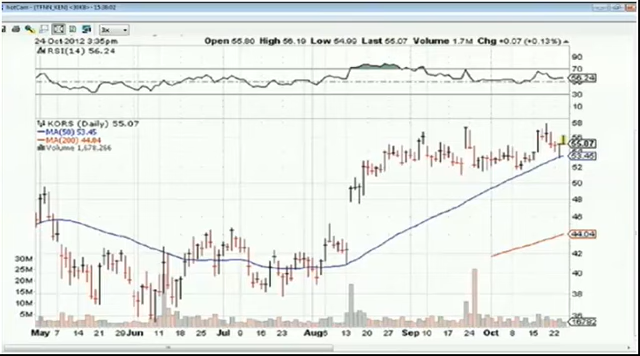 24 Oct 2012 3:35pm Open 55.80 High 56.19 Low 54.99 Last 55.07 Volume 1.7M Chg +0.07 (+0.13%)
RSI(14) 56.24
90
70
56.24
30
10
KORS (Daily) 55.07
MA(50) 53.45
MA(200) 44.04
Volume 1,678,266
58
56
55.07
53.45
52
50
48
46
44.04
42
40
38
36
30M
25M
20M
15M
10M
5M
May 7 14 21 Jun 11 18 25 Jul 9 16 23 Aug 6 13 20 27 Sep 10 17 24 Oct 8 15 22